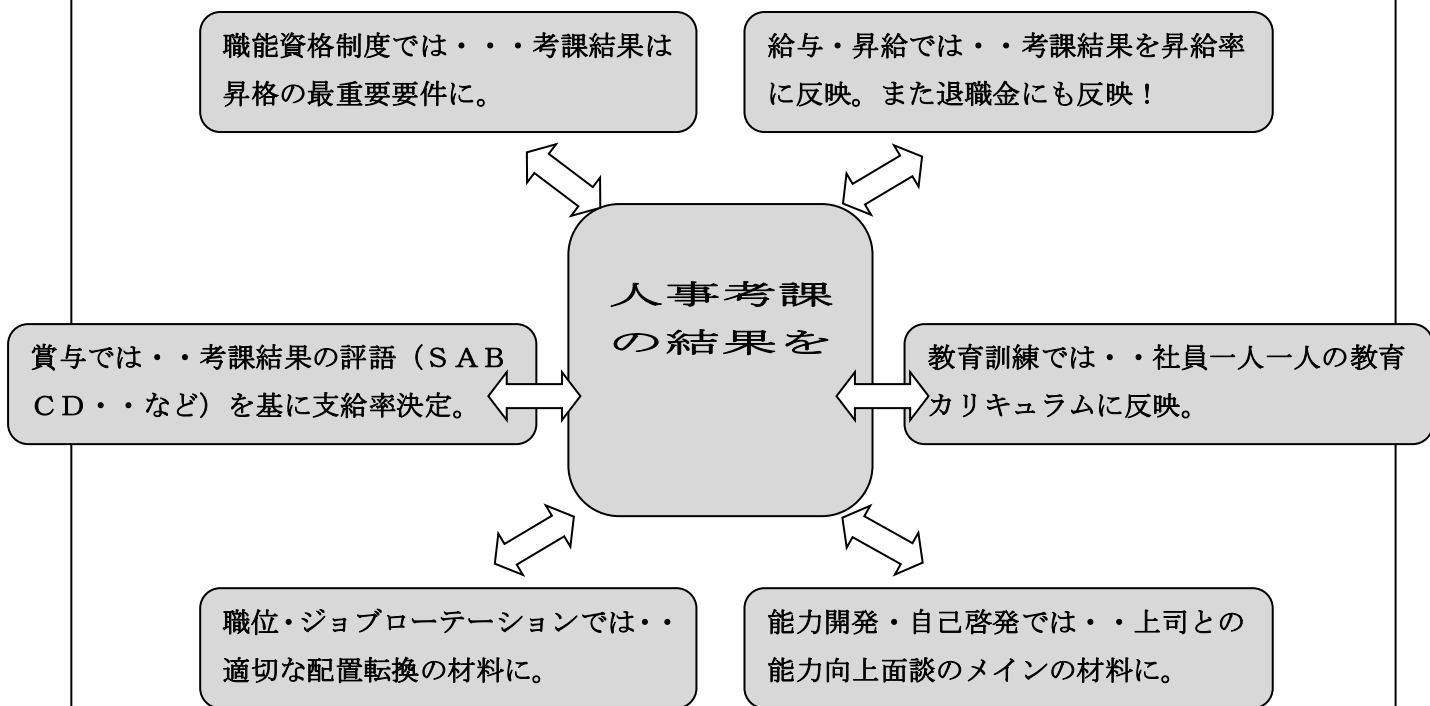 職能資格制度では・・・考課結果は
昇格の最重要要件に。
給与・昇給では・・考課結果を昇給率
に反映。また退職金にも反映！
人事考課
の結果を
賞与では・・考課結果の評語（ＳＡＢ
ＣＤ・・など）を基に支給率決定。
教育訓練では・・社員一人一人の教育
カリキュラムに反映。
職位・ジョブローテーションでは・・
適切な配置転換の材料に。
能力開発・自己啓発では・・上司との
能力向上面談のメインの材料に。